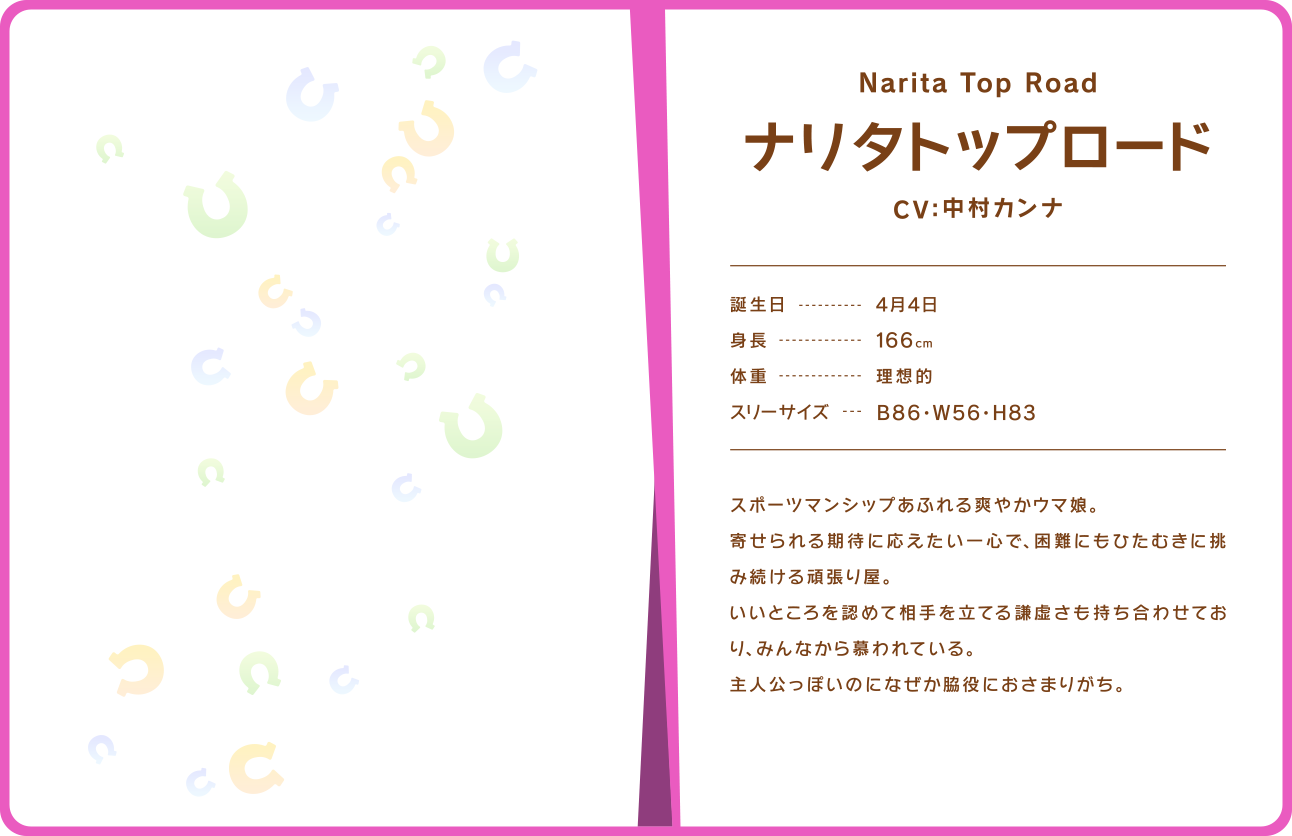 Narita Top Road
ナリタトップロード
CV:中村カンナ
誕生日 ---------- 4月4日
身長 ------------- 166cm
体重 ------------- 理想的
スリーサイズ --- B86・W56・H83
スポーツマンシップあふれる爽やかウマ娘。
寄せられる期待に応えたい一心で、困難にもひたむきに挑
み続ける頑張り屋。
いいところを認めて相手を立てる謙虚さも持ち合わせてお
り、みんなから慕われている。
主人公っぽいのになぜか脇役におさまりがち。